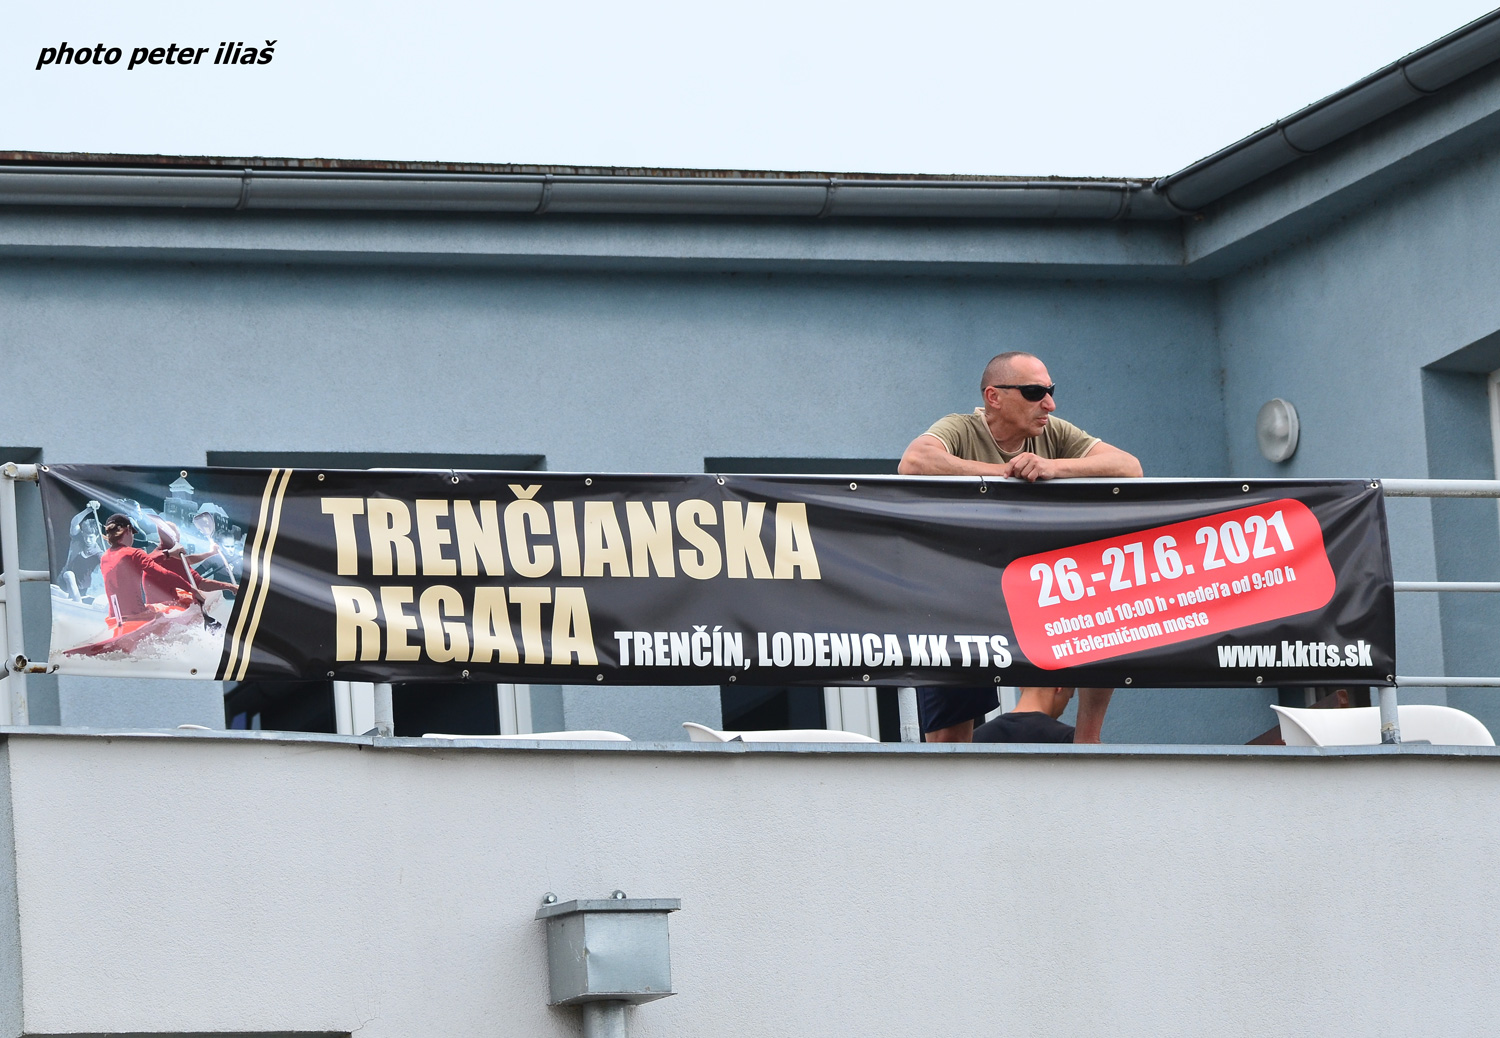 photo peter iliaš
TRENČIANSKA
REGATA
TRENČÍN, LODENICA KK TTS
26.-27.6. 2021
sobota od 10:00 h • nedeľa od 9:00 h
pri železničnom moste
www.kktts.sk